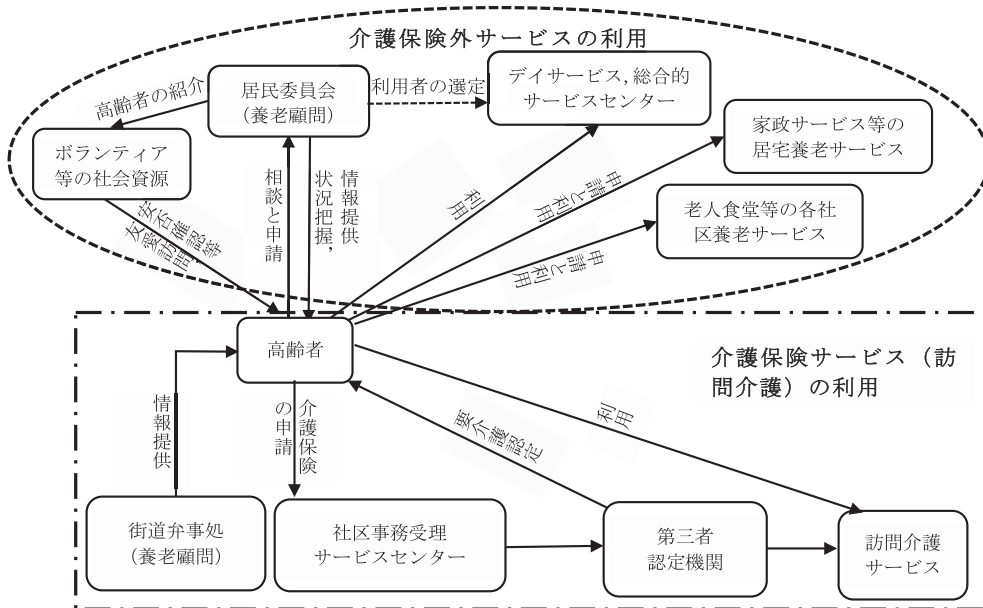 介護保険外サービスの利用
高齢者の紹介
居民委員会
(養老顧問)
利用者の選定
デイサービス,総合的
サービスセンター
家政サービス等の
居宅養老サービス
ボランティア
等の社会資源
老人食堂等の各社
区養老サービス
安否確認等
友愛訪問
相談と申請
情報提供
状況把握,
利用
申請と利用
申請と利用
高齢者
介護保険サービス(訪
問介護)の利用
情報提供
介護保険
の申請
要介護認定
利用
街道弁事処
(養老顧問)
社区事務受理
サービスセンター
第三者
認定機関
訪問介護
サービス